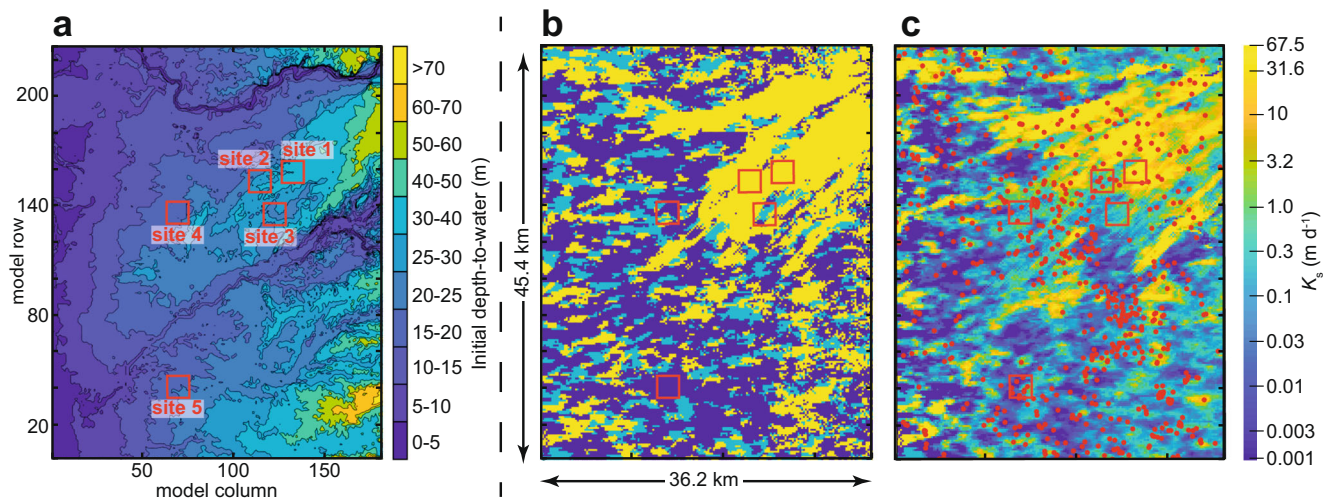 a
b
c
200
140
80
20
model row
50
100
150
model column
site 1
site 2
site 3
site 4
site 5
>70
60-70
50-60
40-50
30-40
25-30
20-25
15-20
10-15
5-10
0-5
Initial depth-to-water (m)
45.4 km
36.2 km
67.5
31.6
10
3.2
1.0
0.3
0.1
0.03
0.01
0.003
0.001
Ks (m d⁻¹)